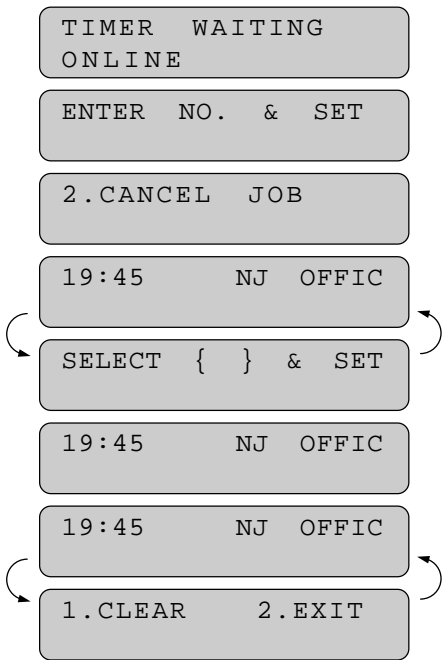 TIMER WAITING
ONLINE
ENTER NO. & SET
2.CANCEL JOB
19:45 NJ OFFIC
SELECT { } & SET
19:45 NJ OFFIC
19:45 NJ OFFIC
1.CLEAR 2.EXIT